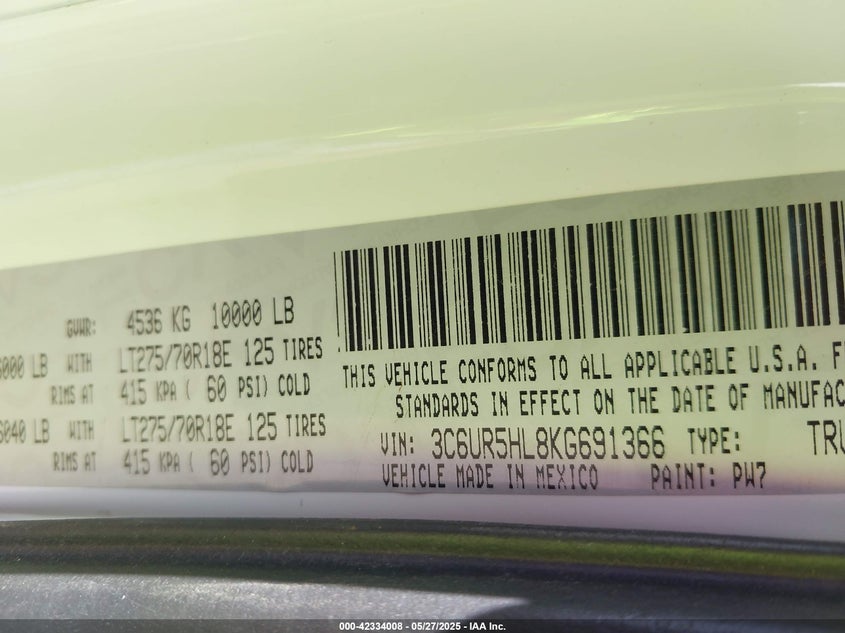 GVWR: 4536 KG 10000 LB
6000 LB WITH LT275/70R18E 125 TIRES
RIMS AT 415 KPA ( 60 PSI) COLD
6040 LB WITH LT275/70R18E 125 TIRES
RIMS AT 415 KPA ( 60 PSI) COLD
THIS VEHICLE CONFORMS TO ALL APPLICABLE U.S.A.
STANDARDS IN EFFECT ON THE DATE OF
VIN: 3C6UR5HL8KG691366 TYPE:
VEHICLE MADE IN MEXICO PAINT: PW7
000-42334008 - 05/27/2025 - IAA Inc.